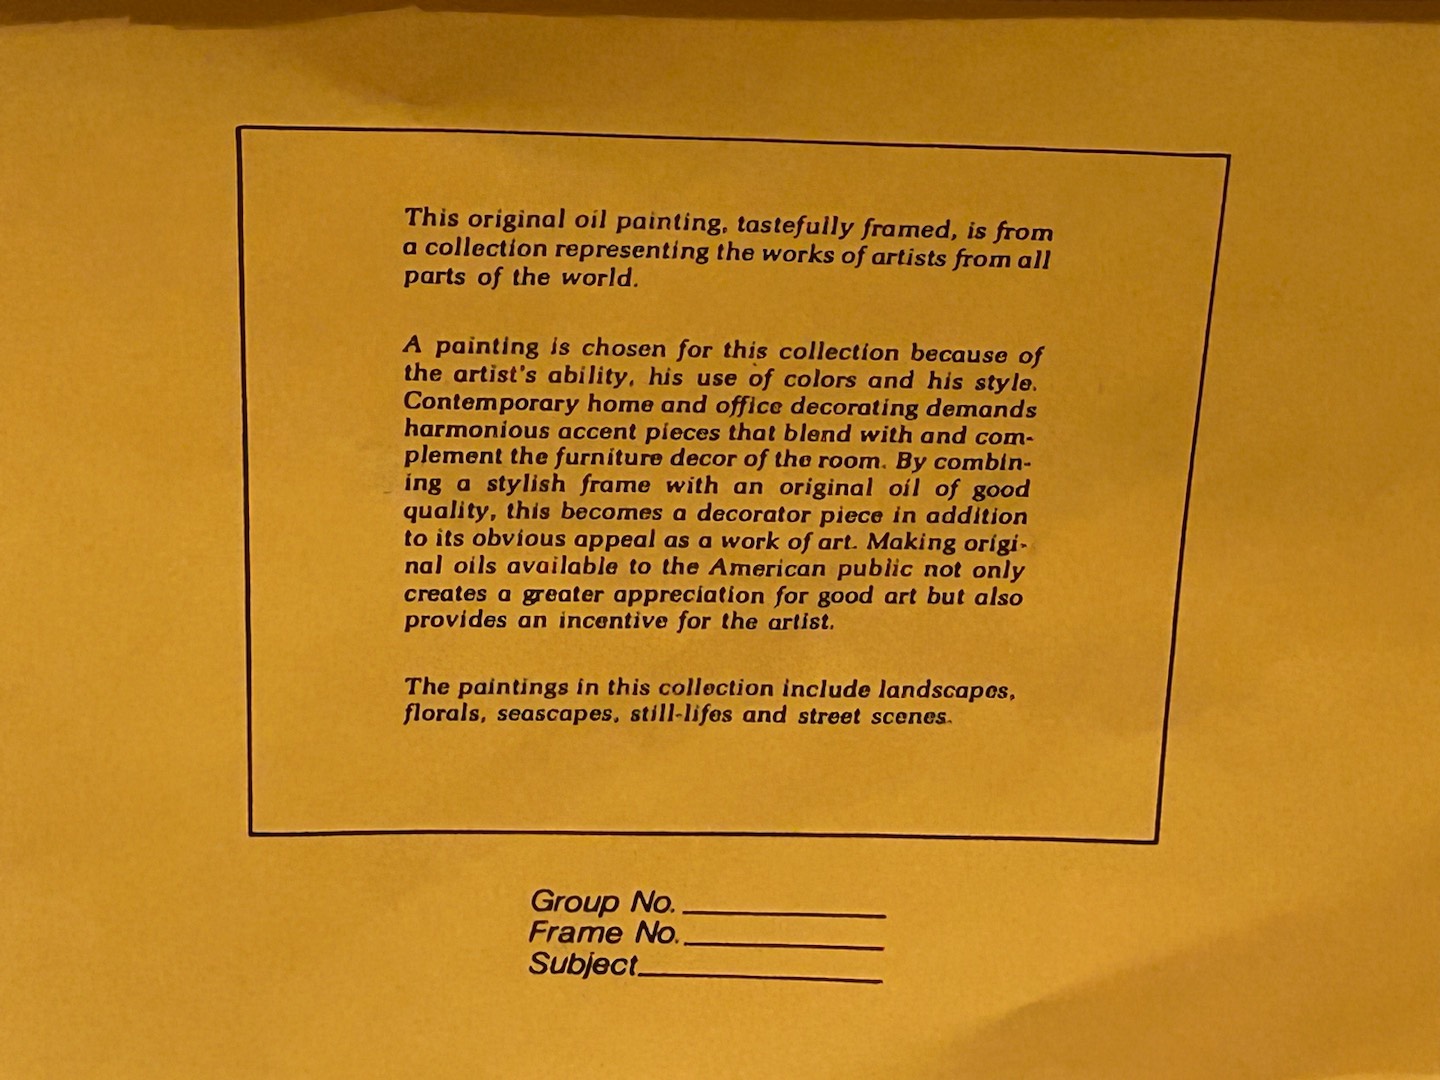 This original oil painting, tastefully framed, is from
a collection representing the works of artists from all
parts of the world.
A painting is chosen for this collection because of
the artist's ability, his use of colors and his style.
Contemporary home and office decorating demands
harmonious accent pieces that blend with and com-
plement the furniture decor of the room. By combin-
ing a stylish frame with an original oil of good
quality, this becomes a decorator piece in addition
to its obvious appeal as a work of art. Making origi-
nal oils available to the American public not only
creates a greater appreciation for good art but also
provides an incentive for the artist.
The paintings in this collection include landscapes,
florals, seascapes, still-lifes and street scenes.
Group No.
Frame No.
Subject